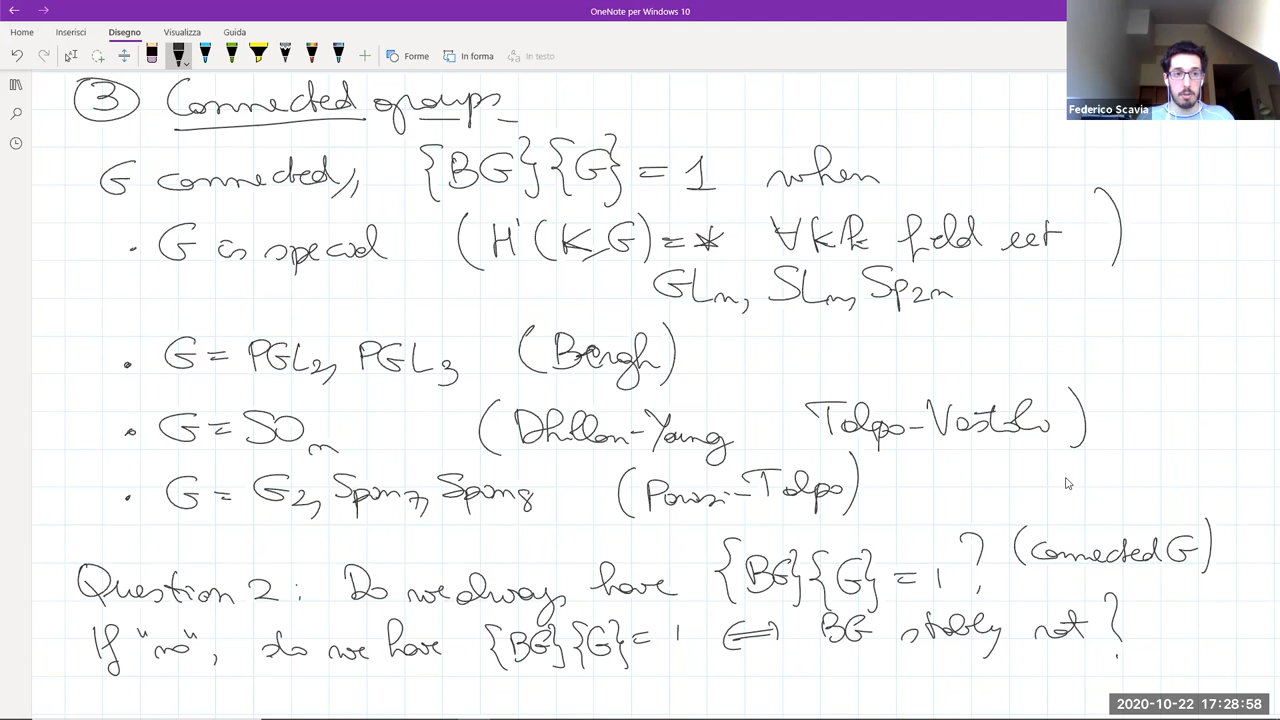 OneNote per Windows 10
Home Inserisci Disegno Visualizza Guida
Forme In forma In testo
Federico Scavia
③ Connected groups
G connected, {BG}{G} = 1 when
· G is special (H¹(K,G) = * ∀K/k field ext
GLn, SLn, Sp2n )
· G = PGL2, PGL3 (Bergh)
· G = SOn (Dhillon-Young Talpo-Vistoli)
· G = G2, Spin7, Spin8 (Pirisi-Talpo)
Question 2: Do we always have {BG}{G} = 1 ? (connected G)
If "no", do we have {BG}{G} = 1 ⟺ BG stably rat ?
2020-10-22 17:28:58